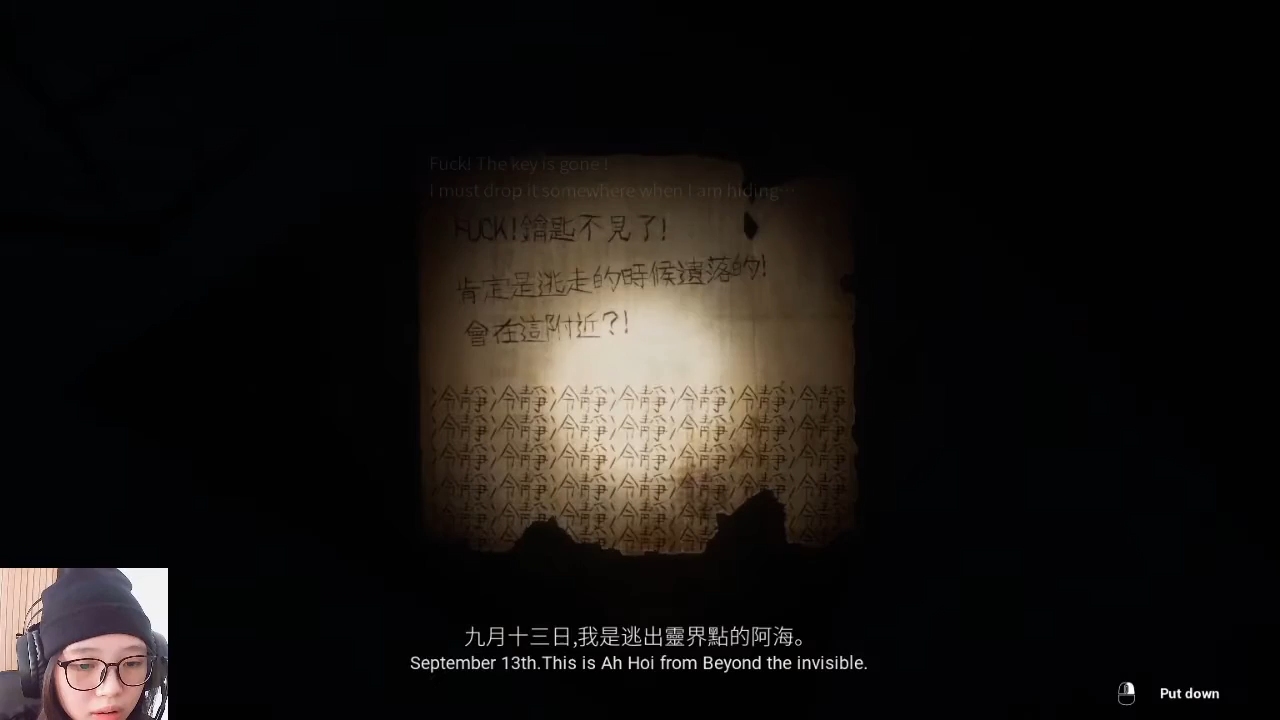 Fuck! The key is gone !
I must drop it somewhere when I am hiding…
FUCK!鑰匙不見了!
肯定是逃走的時候遺落的!
會在這附近?!
冷靜冷靜冷靜冷靜冷靜冷靜冷靜
冷靜冷靜冷靜冷靜冷靜冷靜冷靜
冷靜冷靜冷靜冷靜冷靜冷靜冷靜
冷靜冷靜冷靜冷靜冷靜冷靜冷靜
冷靜冷靜冷靜冷靜冷靜冷靜冷靜
九月十三日,我是逃出靈界點的阿海。
September 13th.This is Ah Hoi from Beyond the invisible.
Put down